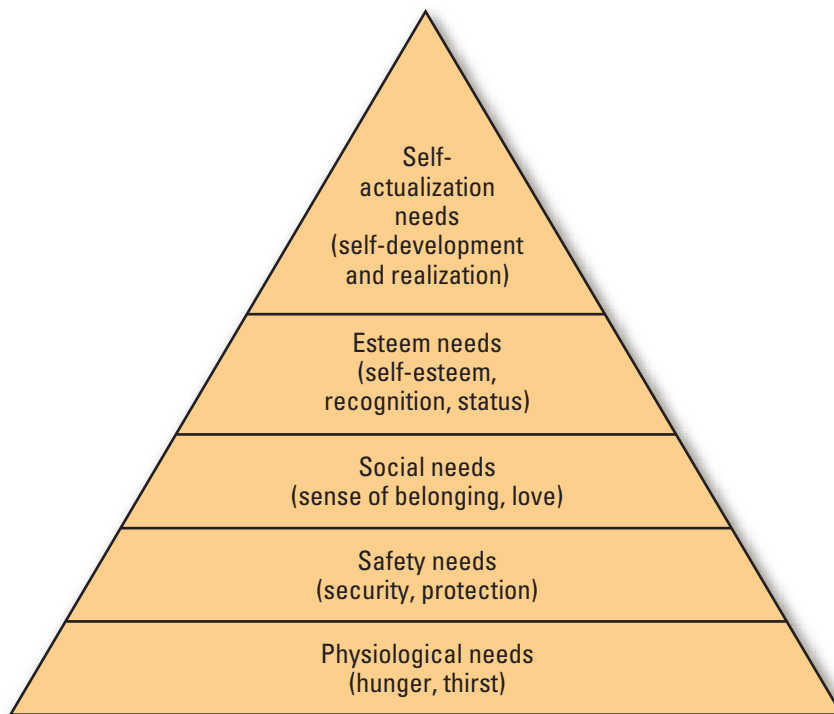 Self-
actualization
needs
(self-development
and realization)
Esteem needs
(self-esteem,
recognition, status)
Social needs
(sense of belonging, love)
Safety needs
(security, protection)
Physiological needs
(hunger, thirst)